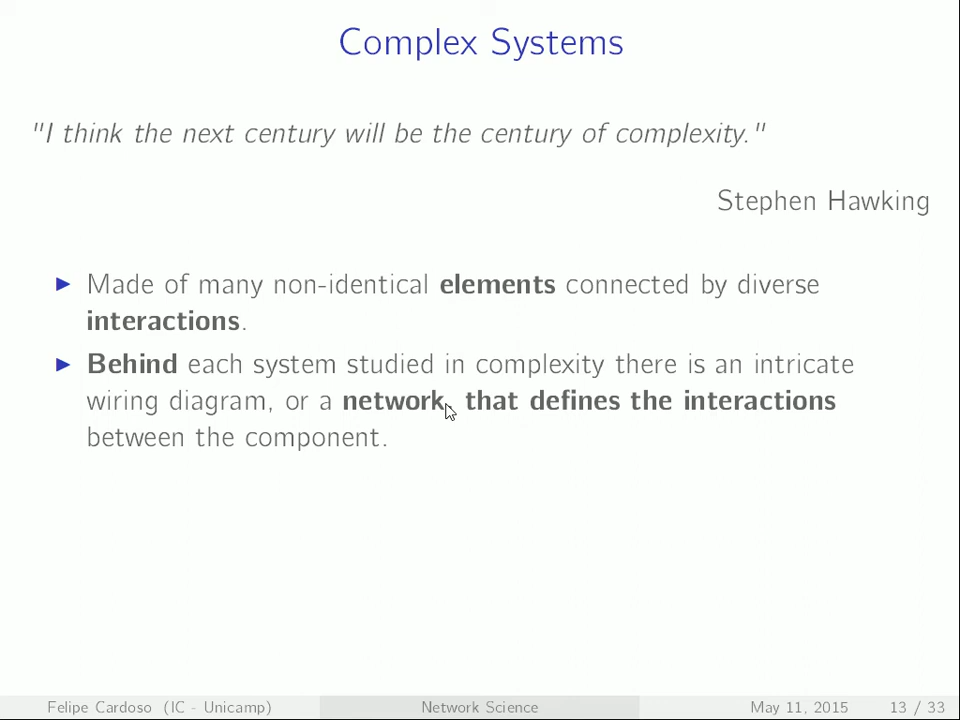 Complex Systems
"I think the next century will be the century of complexity."
Stephen Hawking
Made of many non-identical elements connected by diverse
interactions.
Behind each system studied in complexity there is an intricate
wiring diagram, or a network, that defines the interactions
between the component.
Felipe Cardoso (IC - Unicamp) Network Science May 11, 2015 13 / 33